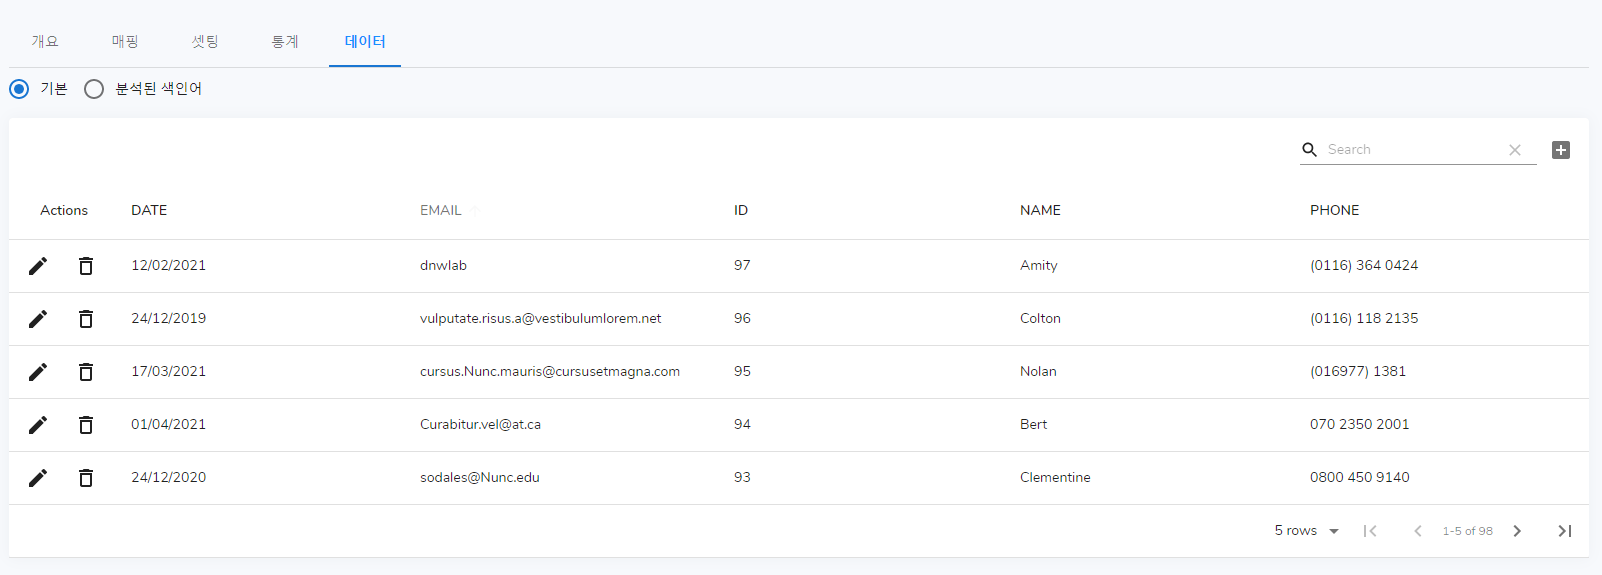 개요 매핑 셋팅 통계 데이터
기본 분석된 색인어
Search
Actions DATE EMAIL ID NAME PHONE
12/02/2021 dnwlab 97 Amity (0116) 364 0424
24/12/2019 vulputate.risus.a@vestibulumlorem.net 96 Colton (0116) 118 2135
17/03/2021 cursus.Nunc.mauris@cursusetmagna.com 95 Nolan (016977) 1381
01/04/2021 Curabitur.vel@at.ca 94 Bert 070 2350 2001
24/12/2020 sodales@Nunc.edu 93 Clementine 0800 450 9140
5 rows 1-5 of 98